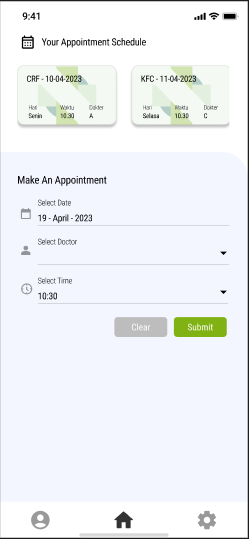 9:41
Your Appointment Schedule
CRF - 10-04-2023
Hari Waktu Dokter
Senin 10.30 A
KFC - 11-04-2023
Hari Waktu Dokter
Selasa 10.30 C
Make An Appointment
Select Date
19 - April - 2023
Select Doctor
Select Time
10:30
Clear
Submit